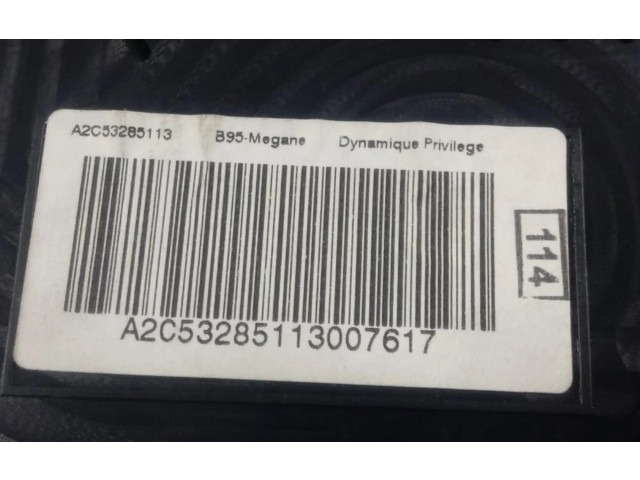 A2C53285113 B95-Megane Dynamique Privilege
114
A2C53285113007617